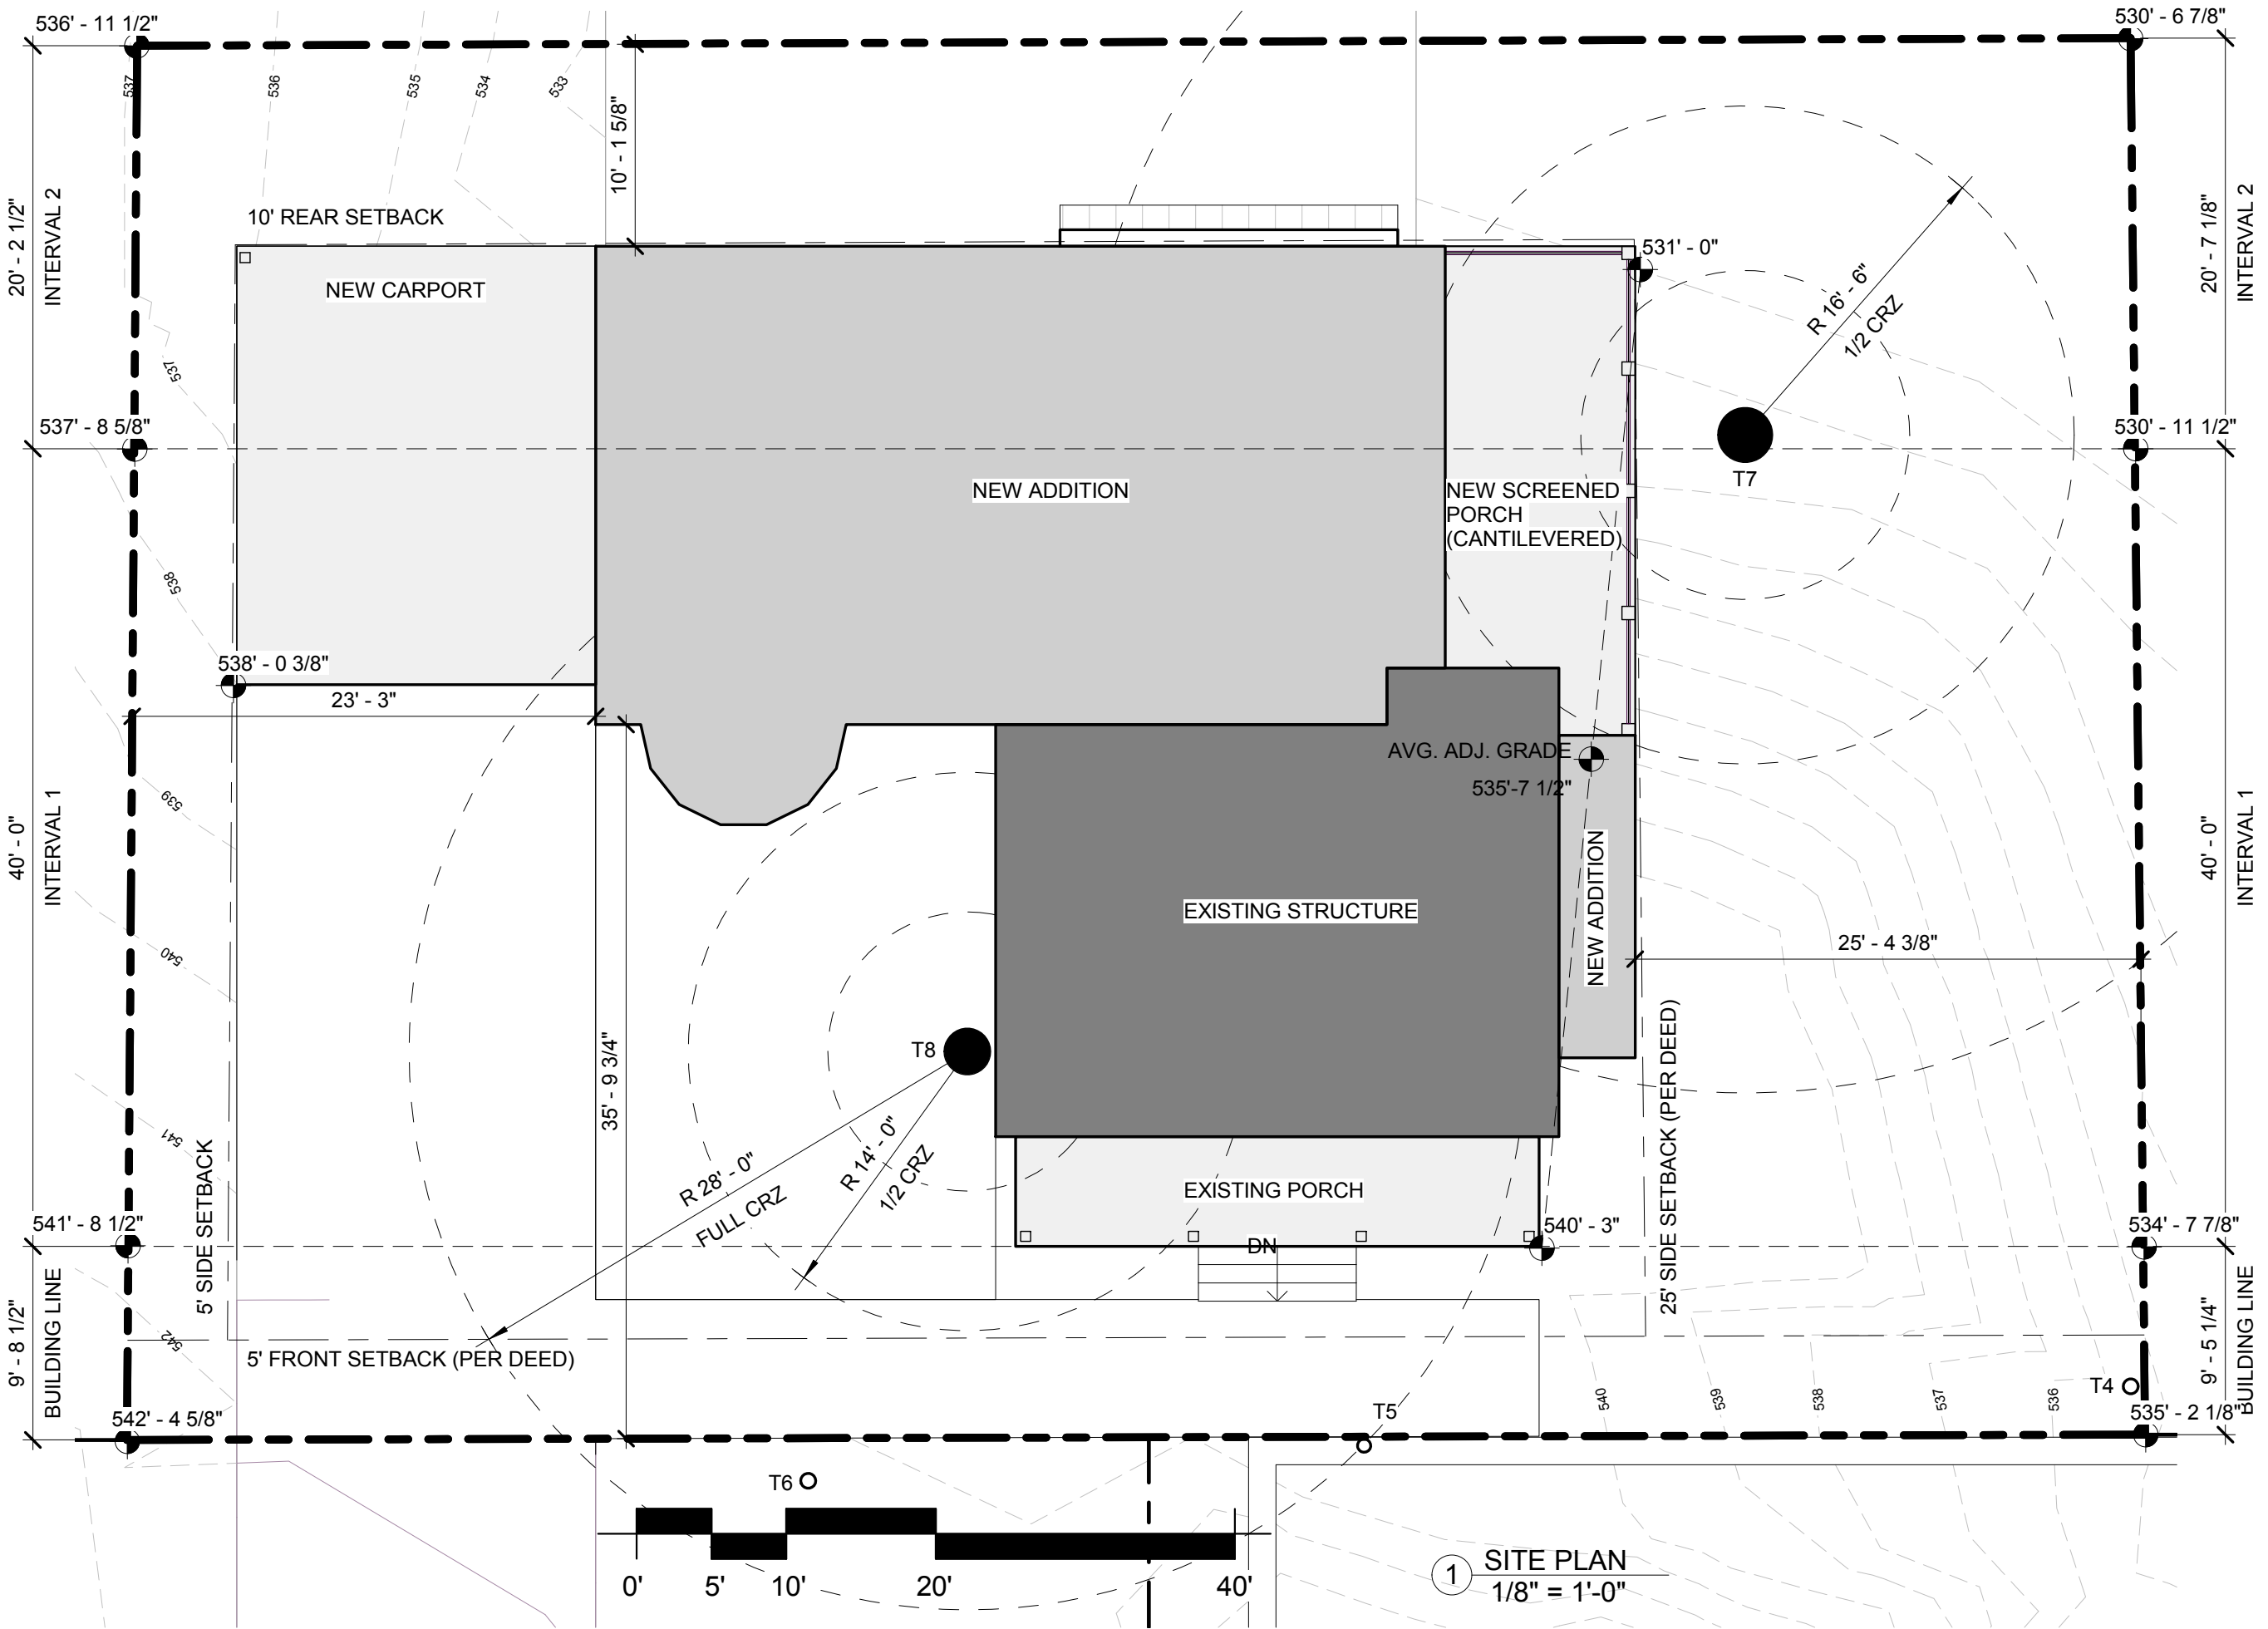 536' - 11 1/2"
530' - 6 7/8"
537
536
535
534
533
10' - 1 5/8"
20' - 2 1/2"
INTERVAL 2
20' - 7 1/8"
INTERVAL 2
10' REAR SETBACK
531' - 0"
NEW CARPORT
R 16' - 6"
1/2 CRZ
537
537' - 8 5/8"
530' - 11 1/2"
T7
NEW ADDITION
NEW SCREENED
PORCH
(CANTILEVERED)
538
538' - 0 3/8"
23' - 3"
AVG. ADJ. GRADE
535'-7 1/2"
539
40' - 0"
INTERVAL 1
40' - 0"
INTERVAL 1
NEW ADDITION
EXISTING STRUCTURE
25' - 4 3/8"
540
T8
35' - 9 3/4"
541
R 28' - 0"
FULL CRZ
R 14' - 0"
1/2 CRZ
25' SIDE SETBACK (PER DEED)
5' SIDE SETBACK
EXISTING PORCH
541' - 8 1/2"
540' - 3"
534' - 7 7/8"
DN
9' - 8 1/2"
BUILDING LINE
9' - 5 1/4"
BUILDING LINE
542
5' FRONT SETBACK (PER DEED)
540
539
538
537
536
T4
542' - 4 5/8"
T5
535' - 2 1/8"
T6
0'
5'
10'
20'
40'
1
SITE PLAN
1/8" = 1'-0"